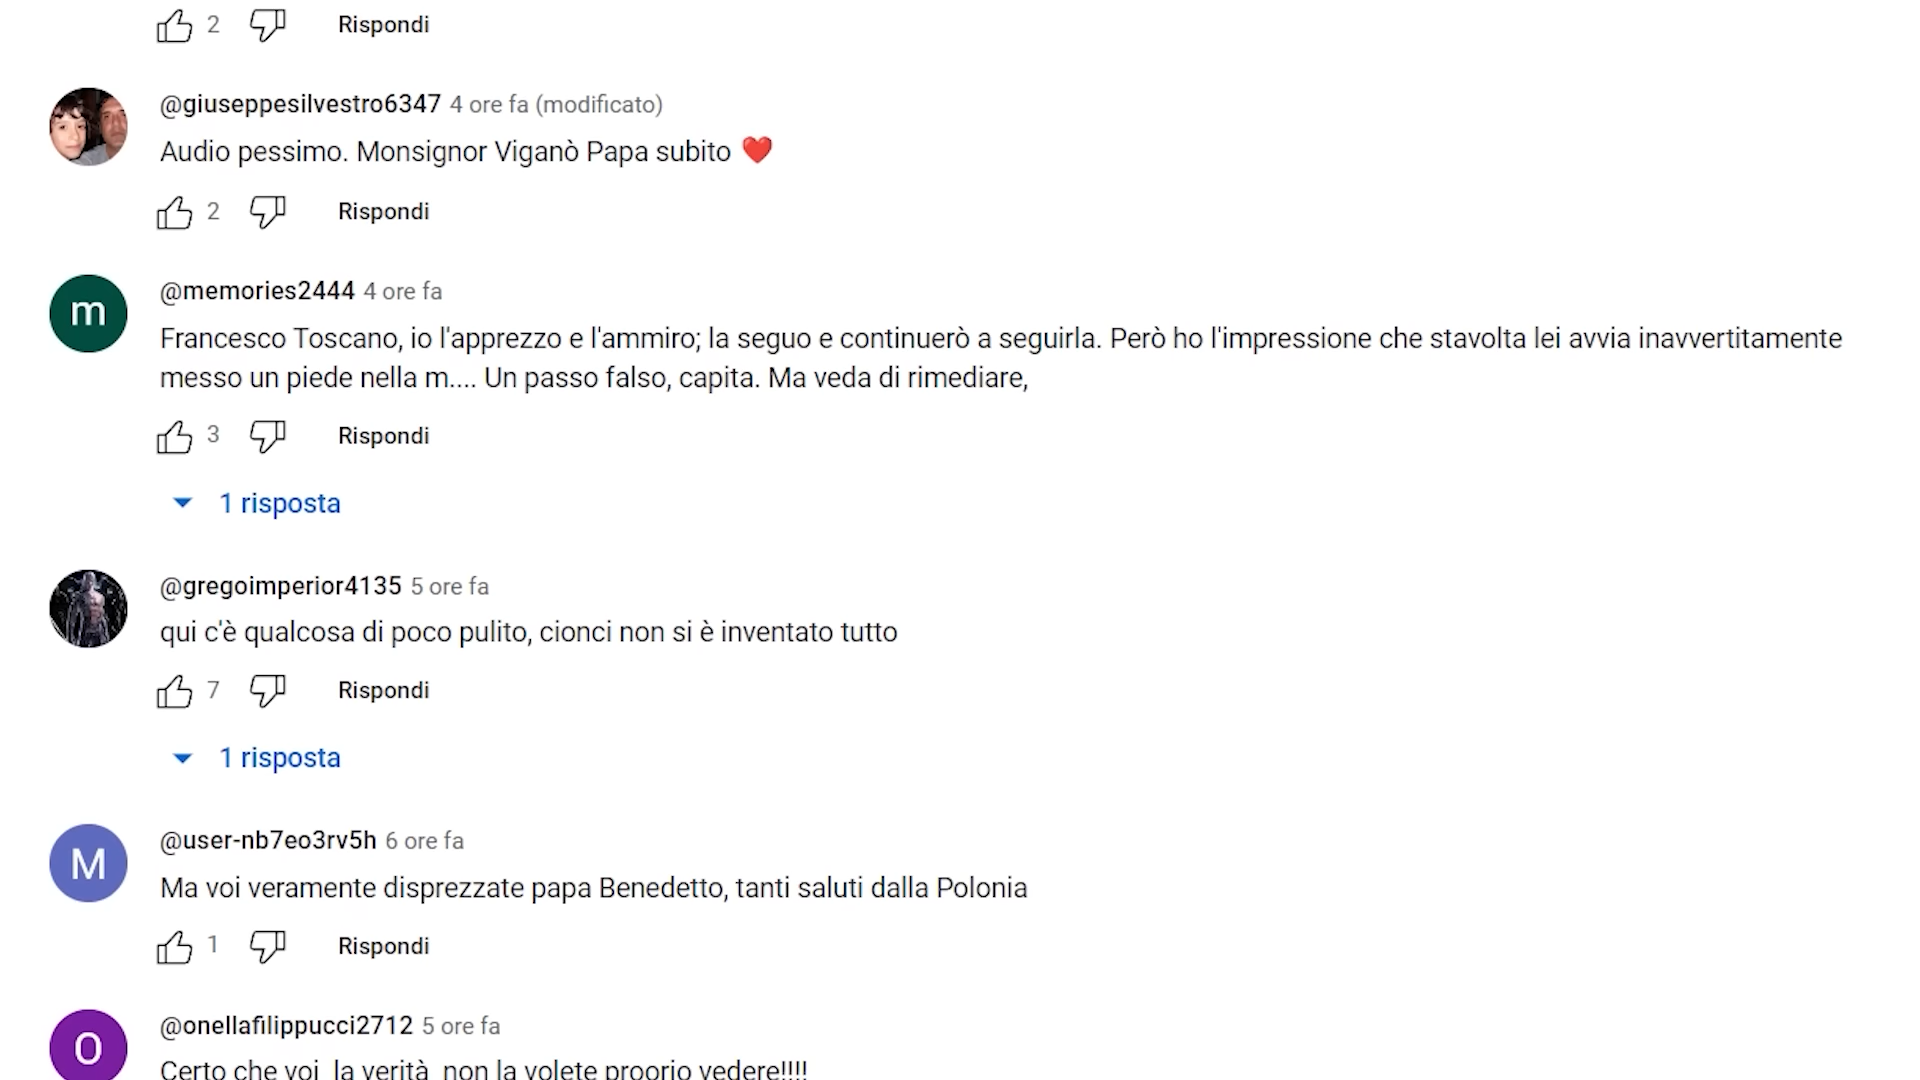 2 Rispondi
@giuseppesilvestro6347 4 ore fa (modificato)
Audio pessimo. Monsignor Viganò Papa subito ❤️
2 Rispondi
m
@memories2444 4 ore fa
Francesco Toscano, io l'apprezzo e l'ammiro; la seguo e continuerò a seguirla. Però ho l'impressione che stavolta lei avvia inavvertitamente
messo un piede nella m.... Un passo falso, capita. Ma veda di rimediare,
3 Rispondi
1 risposta
@gregoimperior4135 5 ore fa
qui c'è qualcosa di poco pulito, cionci non si è inventato tutto
7 Rispondi
1 risposta
M
@user-nb7eo3rv5h 6 ore fa
Ma voi veramente disprezzate papa Benedetto, tanti saluti dalla Polonia
1 Rispondi
O
@onellafilippucci2712 5 ore fa
Certo che voi la verità non la volete proprio vedere!!!!